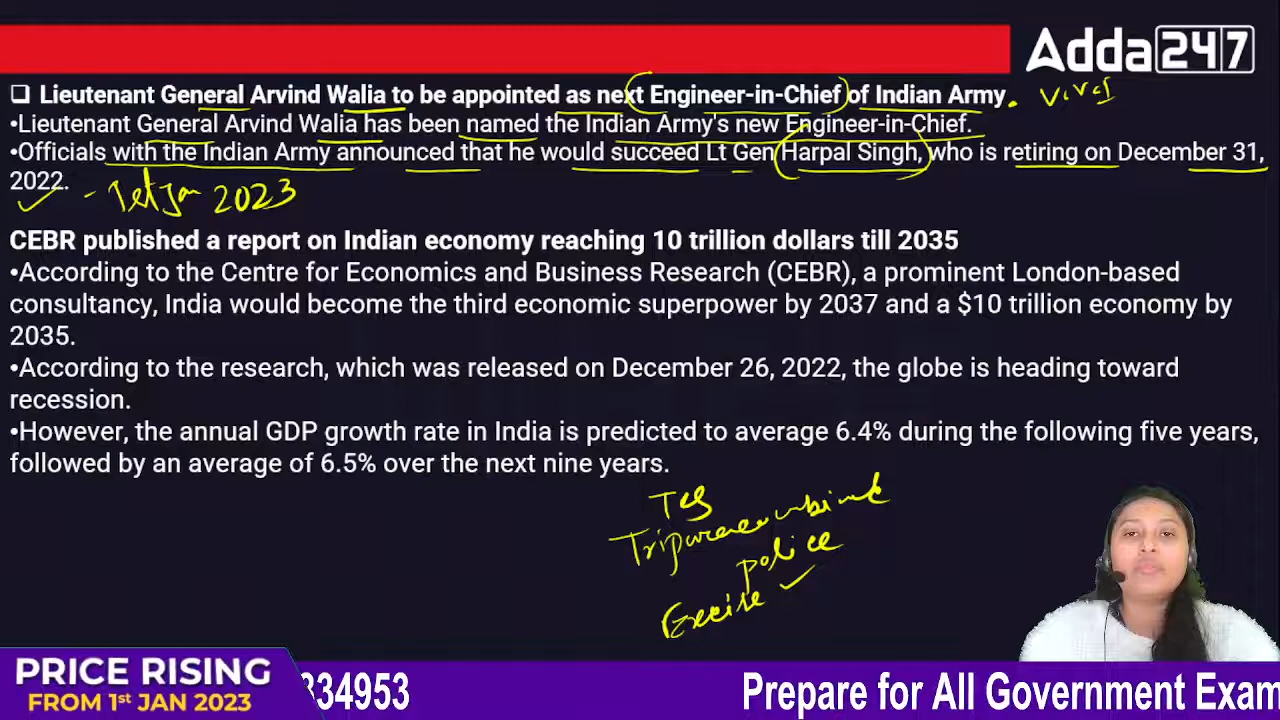 Adda247
❑ Lieutenant General Arvind Walia to be appointed as next Engineer-in-Chief of Indian Army.
v.v.I
•Lieutenant General Arvind Walia has been named the Indian Army's new Engineer-in-Chief.
•Officials with the Indian Army announced that he would succeed Lt Gen Harpal Singh, who is retiring on December 31,
2022.
- 1st Jan 2023
CEBR published a report on Indian economy reaching 10 trillion dollars till 2035
•According to the Centre for Economics and Business Research (CEBR), a prominent London-based
consultancy, India would become the third economic superpower by 2037 and a $10 trillion economy by
2035.
•According to the research, which was released on December 26, 2022, the globe is heading toward
recession.
•However, the annual GDP growth rate in India is predicted to average 6.4% during the following five years,
followed by an average of 6.5% over the next nine years.
police
PRICE RISING
FROM 1st JAN 2023
334953
Prepare for All Government Exam